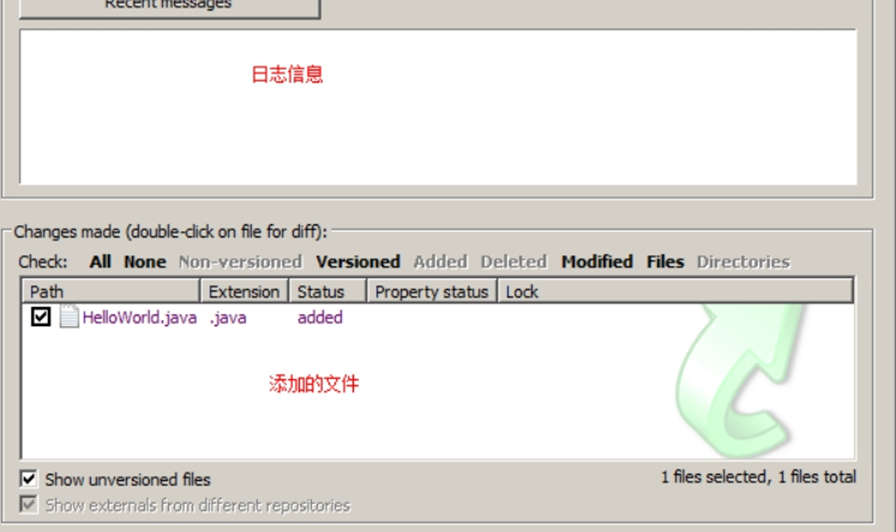 Recent messages
日志信息
Changes made (double-click on file for diff):
Check: All None Non-versioned Versioned Added Deleted Modified Files Directories
Path Extension Status Property status Lock
HelloWorld.java .java added
添加的文件
Show unversioned files 1 files selected, 1 files total
Show externals from different repositories